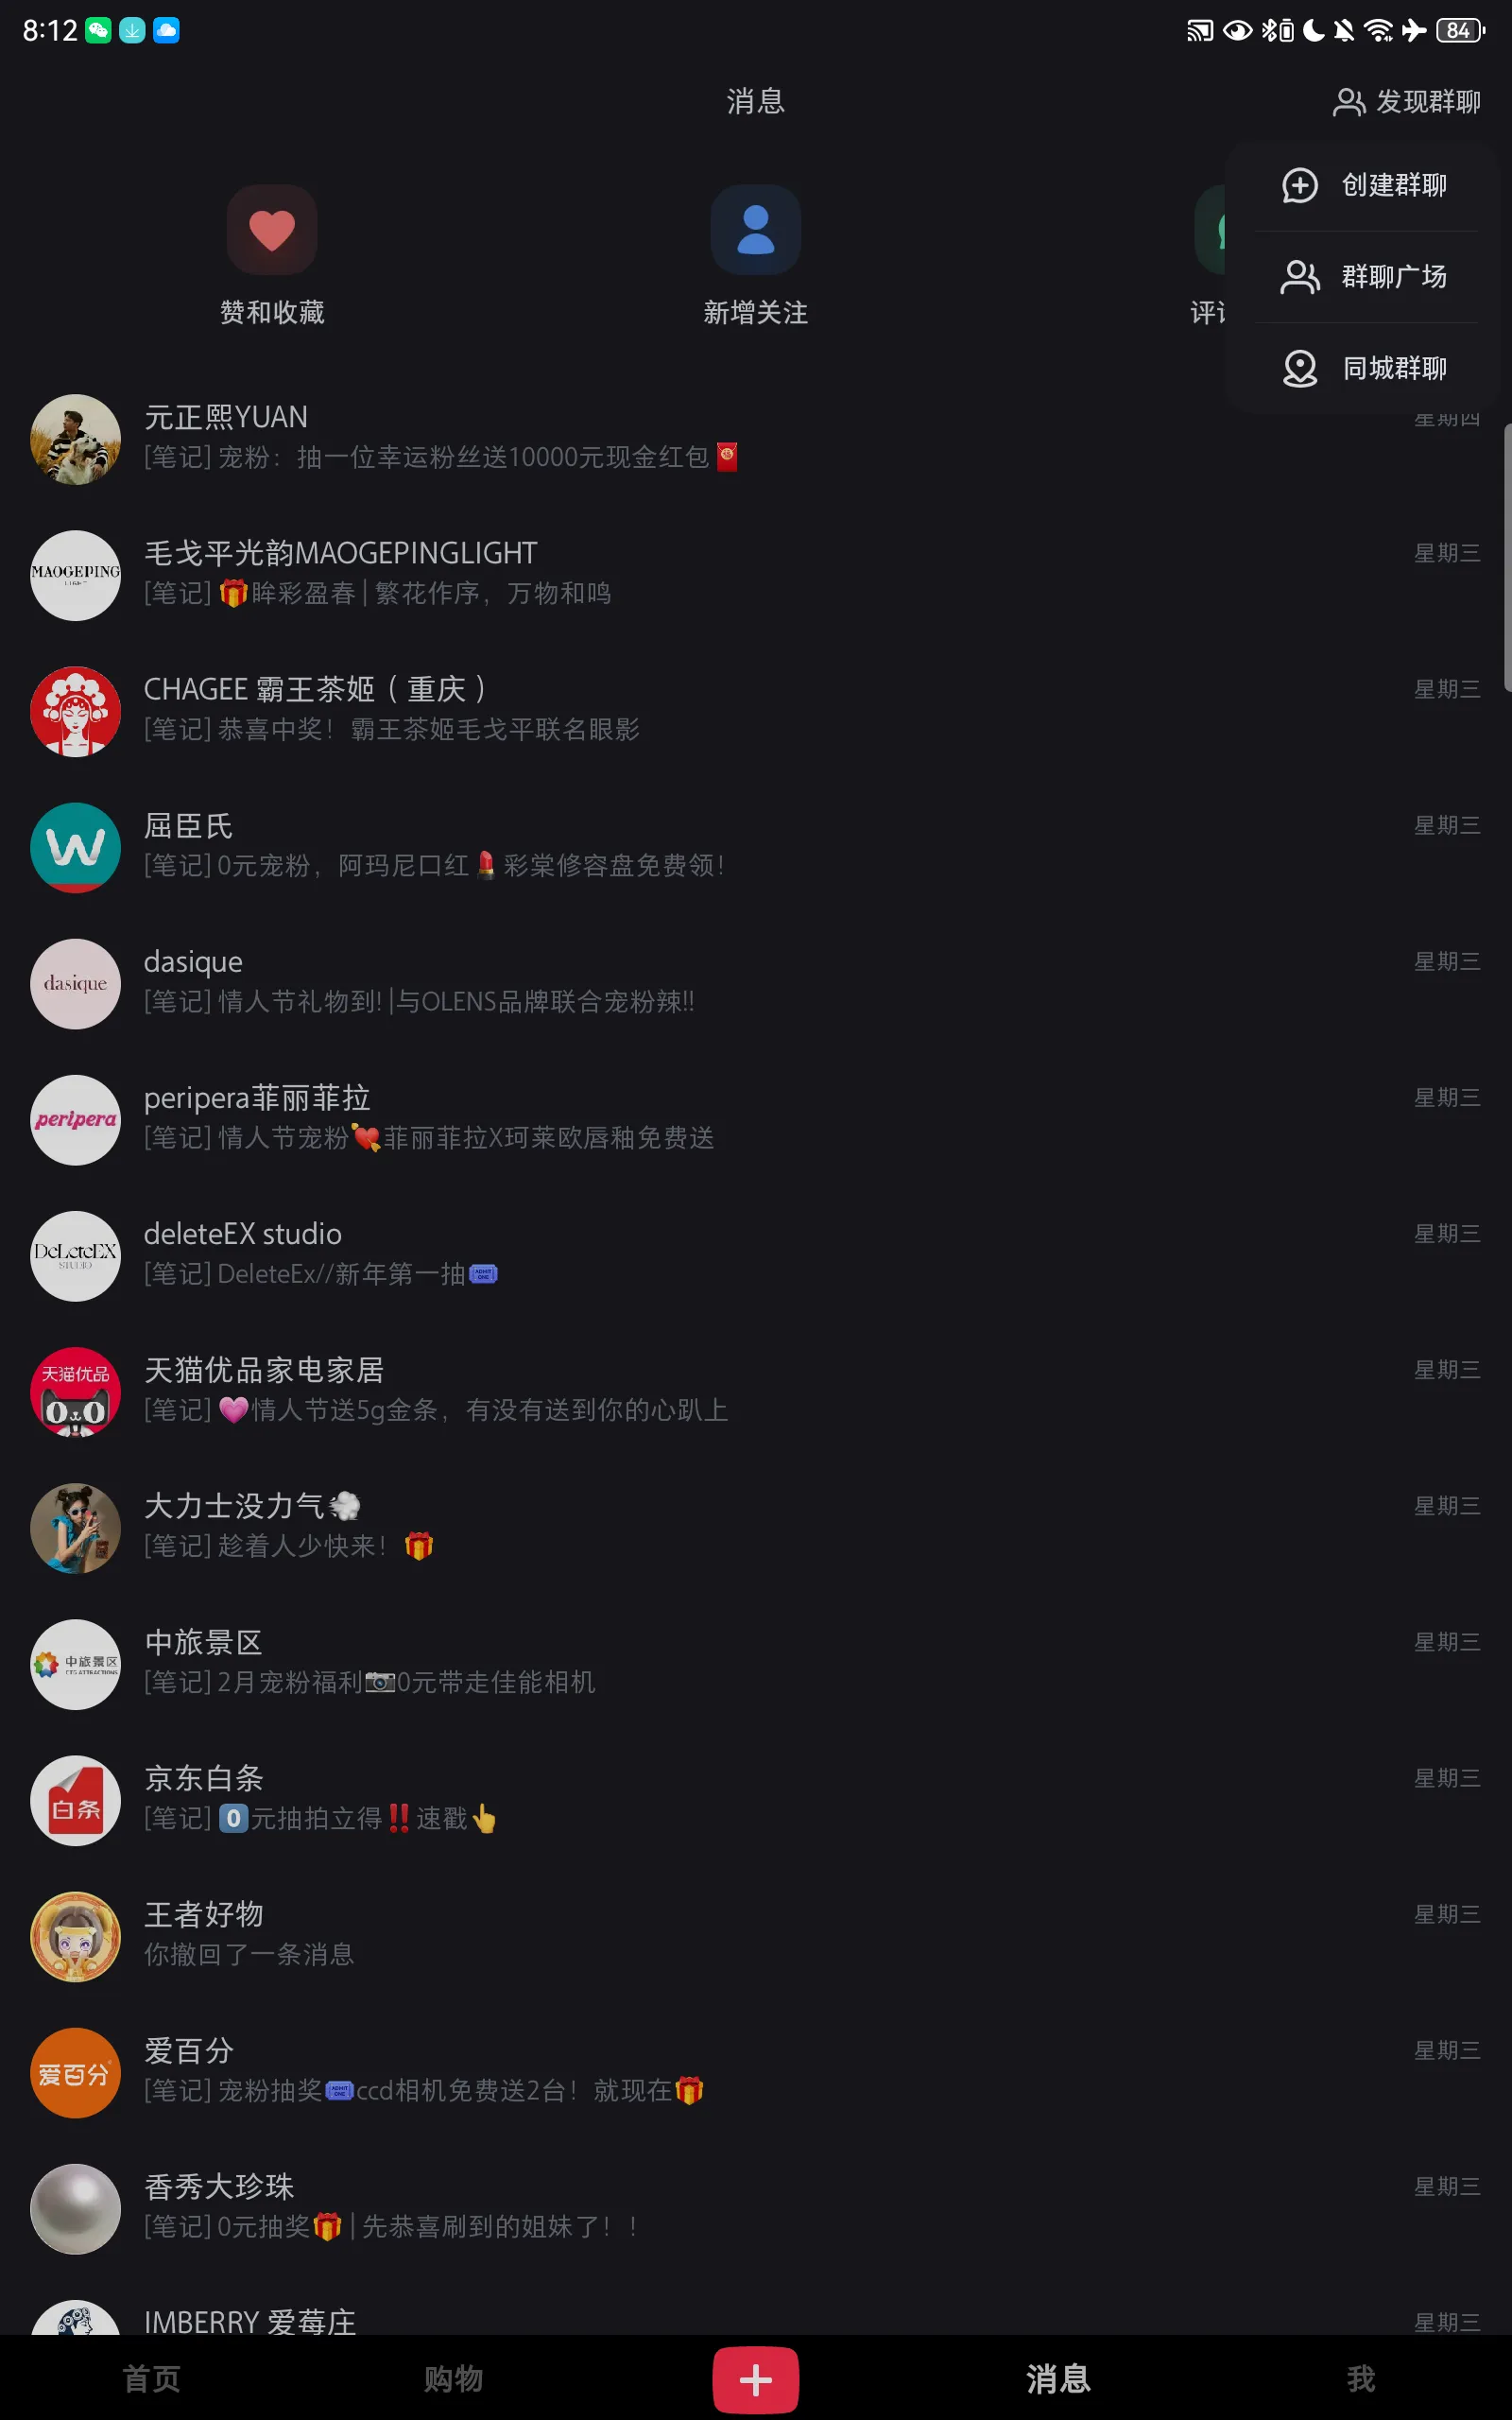 8:12
84
消息
发现群聊
创建群聊
群聊广场
同城群聊
赞和收藏
新增关注
元正熙YUAN
星期四
[笔记] 宠粉：抽一位幸运粉丝送10000元现金红包🧧
MAOGEPING
LIGHT
毛戈平光韵MAOGEPINGLIGHT
星期三
[笔记] 🎁眸彩盈春 | 繁花作序，万物和鸣
CHAGEE 霸王茶姬（重庆）
星期三
[笔记] 恭喜中奖！霸王茶姬毛戈平联名眼影
W
屈臣氏
星期三
[笔记] 0元宠粉，阿玛尼口红💄彩棠修容盘免费领！
dasique
dasique
星期三
[笔记] 情人节礼物到! |与OLENS品牌联合宠粉辣!!
peripera
peripera菲丽菲拉
星期三
[笔记] 情人节宠粉💘菲丽菲拉X珂莱欧唇釉免费送
DeLeteEX
STUDIO
deleteEX studio
星期三
[笔记] DeleteEx//新年第一抽🎟
天猫优品
天猫优品家电家居
星期三
[笔记] 💗情人节送5g金条，有没有送到你的心趴上
大力士没力气💨
星期三
[笔记] 趁着人少快来！🎁
中旅景区
CTS ATTRACTIONS
中旅景区
星期三
[笔记] 2月宠粉福利📷0元带走佳能相机
白条
京东白条
星期三
[笔记] 0️⃣元抽拍立得‼️速戳👆
王者好物
星期三
你撤回了一条消息
爱百分
爱百分
星期三
[笔记] 宠粉抽奖🎟ccd相机免费送2台！就现在🎁
香秀大珍珠
星期三
[笔记] 0元抽奖🎁 | 先恭喜刷到的姐妹了！！
IMBERRY 爱莓庄
星期三
首页
购物
消息
我